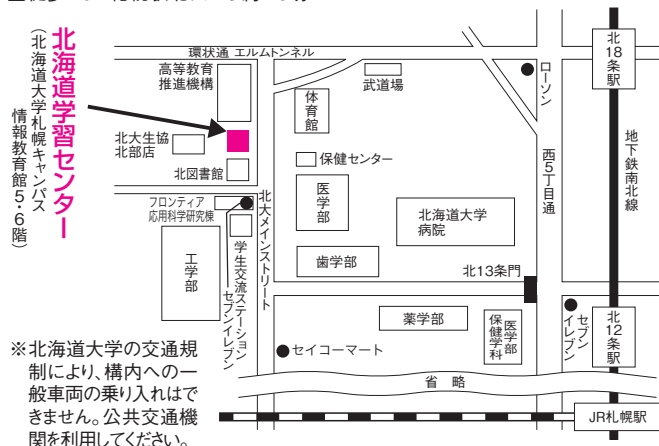 北海道学習センター
(北海道大学札幌キャンパス
情報教育館5・6階)
環状通 エルムトンネル
高等教育
推進機構
北大生協
北部店
北図書館
フロンティア
応用科学研究棟
工学部
学生交流ステーション
セブンイレブン
北大メインストリート
体育館
武道場
保健センター
医学部
歯学部
北海道大学
病院
薬学部
医学部
保健学科
セイコーマート
ローソン
西5丁目通
北13条門
セブン
イレブン
北18条駅
地下鉄南北線
北12条駅
省略
JR札幌駅
※北海道大学の交通規
制により、構内への一
般車両の乗り入れはで
きません。公共交通機
関を利用してください。